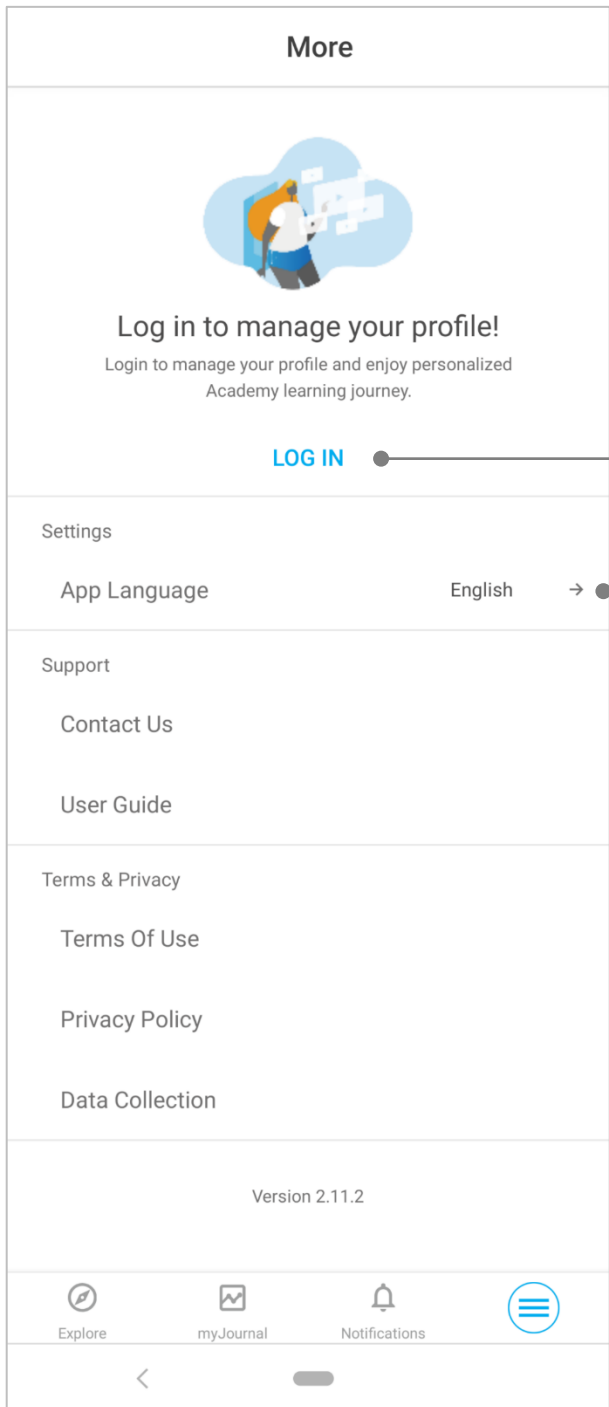 More
Log in to manage your profile!
Login to manage your profile and enjoy personalized
Academy learning journey.
LOG IN
Settings
App Language English
Support
Contact Us
User Guide
Terms & Privacy
Terms Of Use
Privacy Policy
Data Collection
Version 2.11.2
Explore myJournal Notifications